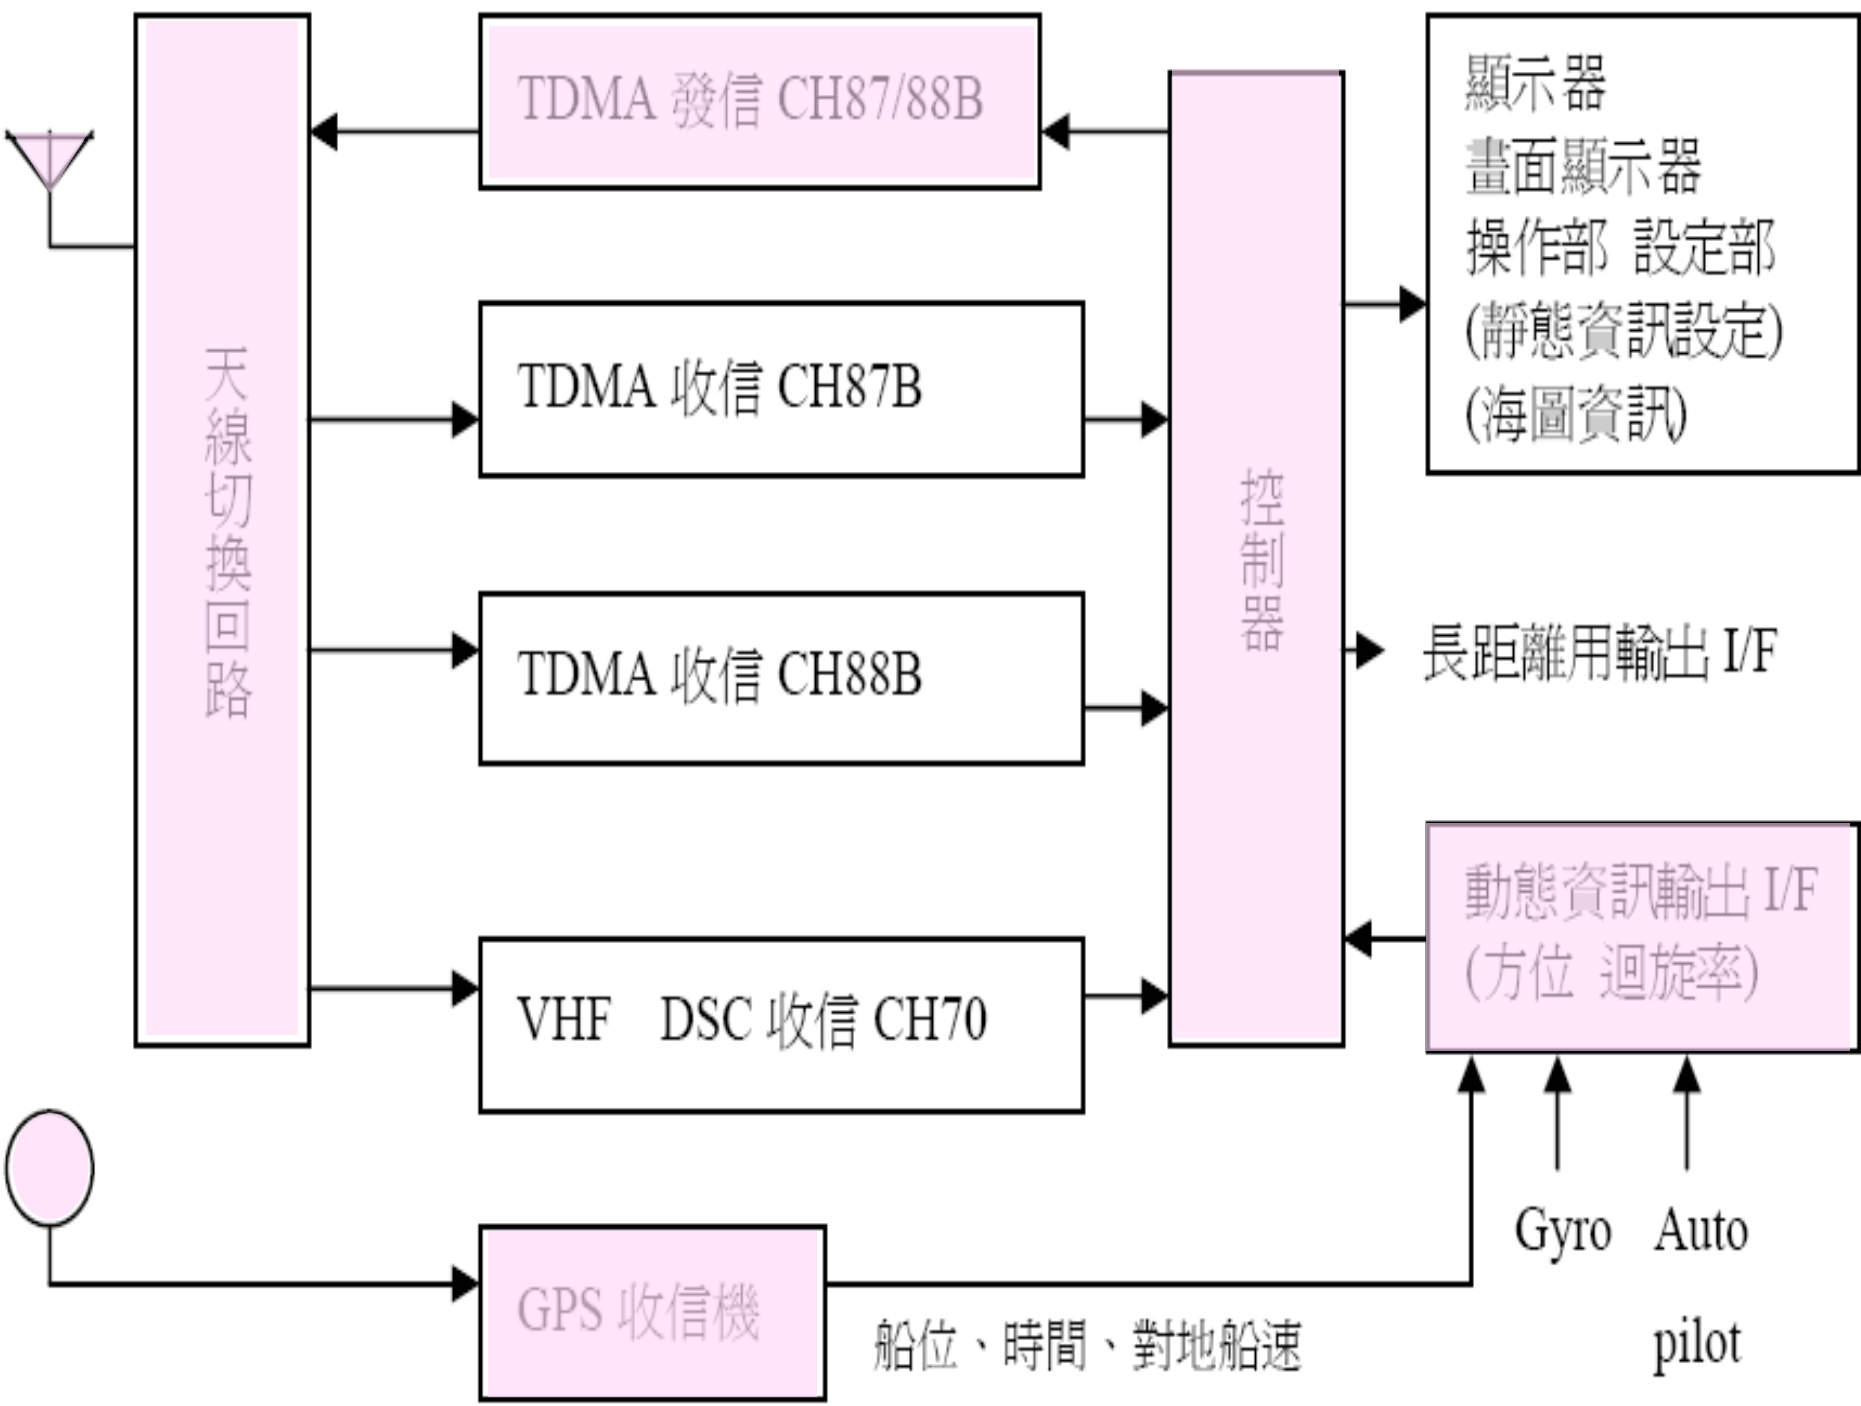 TDMA 發信 CH87/88B
顯示器
畫面顯示器
操作部 設定部
(靜態資訊設定)
(海圖資訊)
天線切換回路
TDMA 收信 CH87B
控制器
TDMA 收信 CH88B
長距離用輸出 I/F
動態資訊輸出 I/F
(方位 迴旋率)
VHF DSC 收信 CH70
Gyro
Auto
pilot
GPS 收信機
船位、時間、對地船速